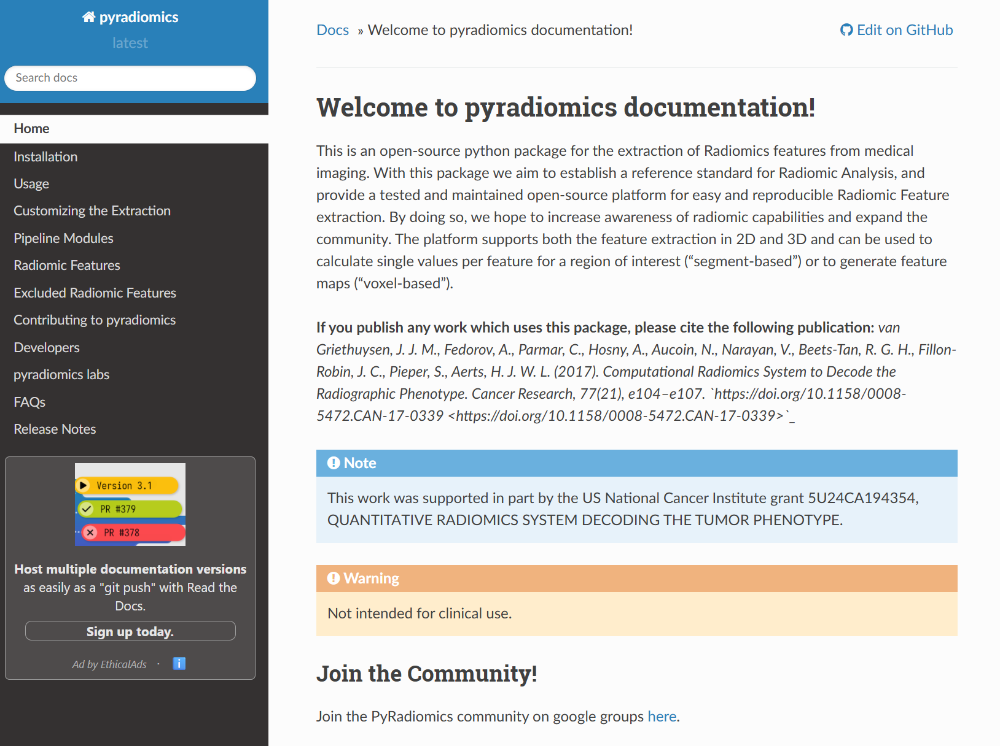 pyradiomics
latest
Search docs
Home
Installation
Usage
Customizing the Extraction
Pipeline Modules
Radiomic Features
Excluded Radiomic Features
Contributing to pyradiomics
Developers
pyradiomics labs
FAQs
Release Notes
Version 3.1
PR #379
PR #378
Host multiple documentation versions
as easily as a "git push" with Read the
Docs.
Sign up today.
Ad by EthicalAds · i
Docs » Welcome to pyradiomics documentation!
Edit on GitHub
Welcome to pyradiomics documentation!
This is an open-source python package for the extraction of Radiomics features from medical
imaging. With this package we aim to establish a reference standard for Radiomic Analysis, and
provide a tested and maintained open-source platform for easy and reproducible Radiomic Feature
extraction. By doing so, we hope to increase awareness of radiomic capabilities and expand the
community. The platform supports both the feature extraction in 2D and 3D and can be used to
calculate single values per feature for a region of interest (“segment-based”) or to generate feature
maps (“voxel-based”).
If you publish any work which uses this package, please cite the following publication: van
Griethuysen, J. J. M., Fedorov, A., Parmar, C., Hosny, A., Aucoin, N., Narayan, V., Beets-Tan, R. G. H., Fillon-
Robin, J. C., Pieper, S., Aerts, H. J. W. L. (2017). Computational Radiomics System to Decode the
Radiographic Phenotype. Cancer Research, 77(21), e104–e107. `https://doi.org/10.1158/0008-
5472.CAN-17-0339 <https://doi.org/10.1158/0008-5472.CAN-17-0339>`_
Note
This work was supported in part by the US National Cancer Institute grant 5U24CA194354,
QUANTITATIVE RADIOMICS SYSTEM DECODING THE TUMOR PHENOTYPE.
Warning
Not intended for clinical use.
Join the Community!
Join the PyRadiomics community on google groups here.